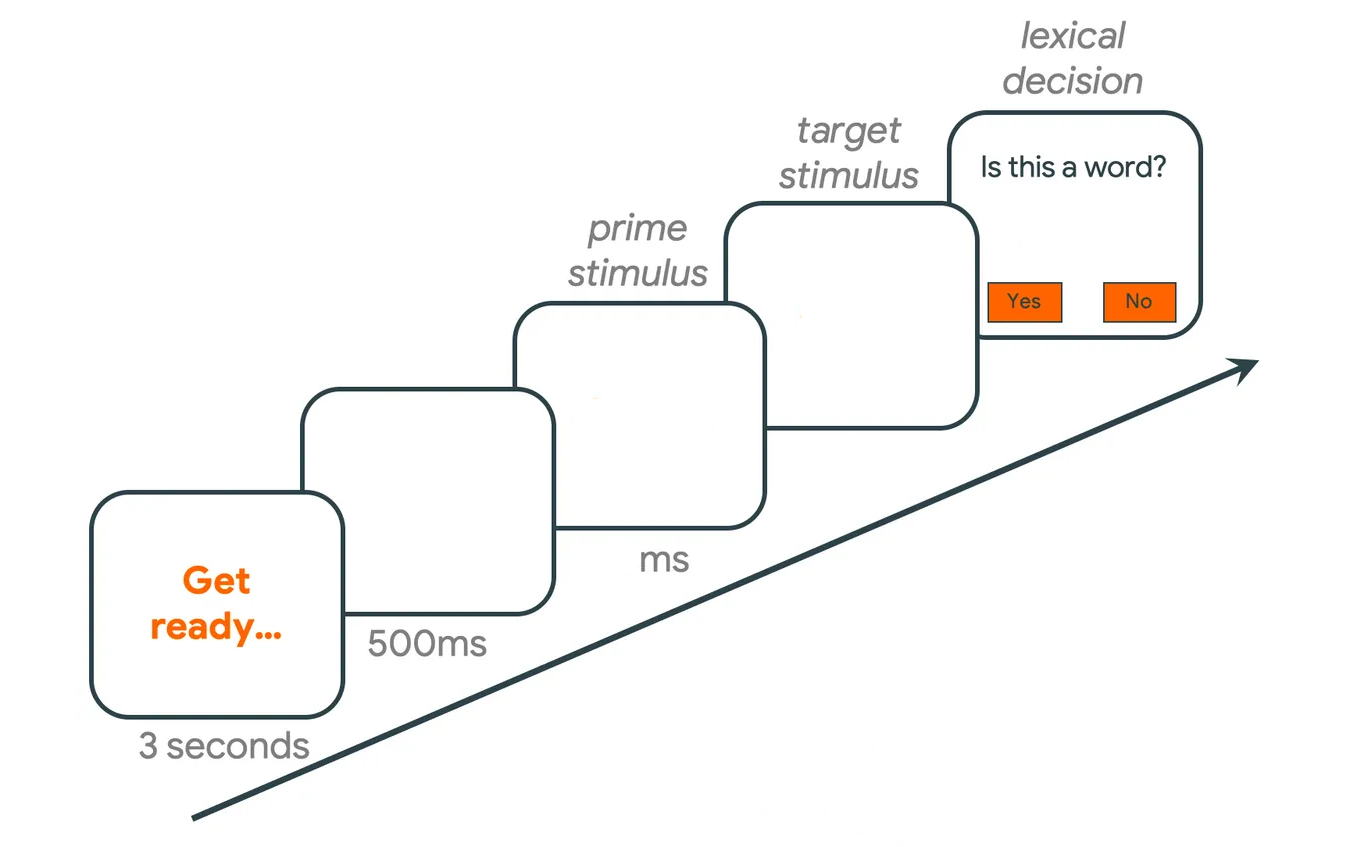 lexical
decision
Is this a word?
Yes No
target
stimulus
prime
stimulus
ms
500ms
Get
ready...
3 seconds